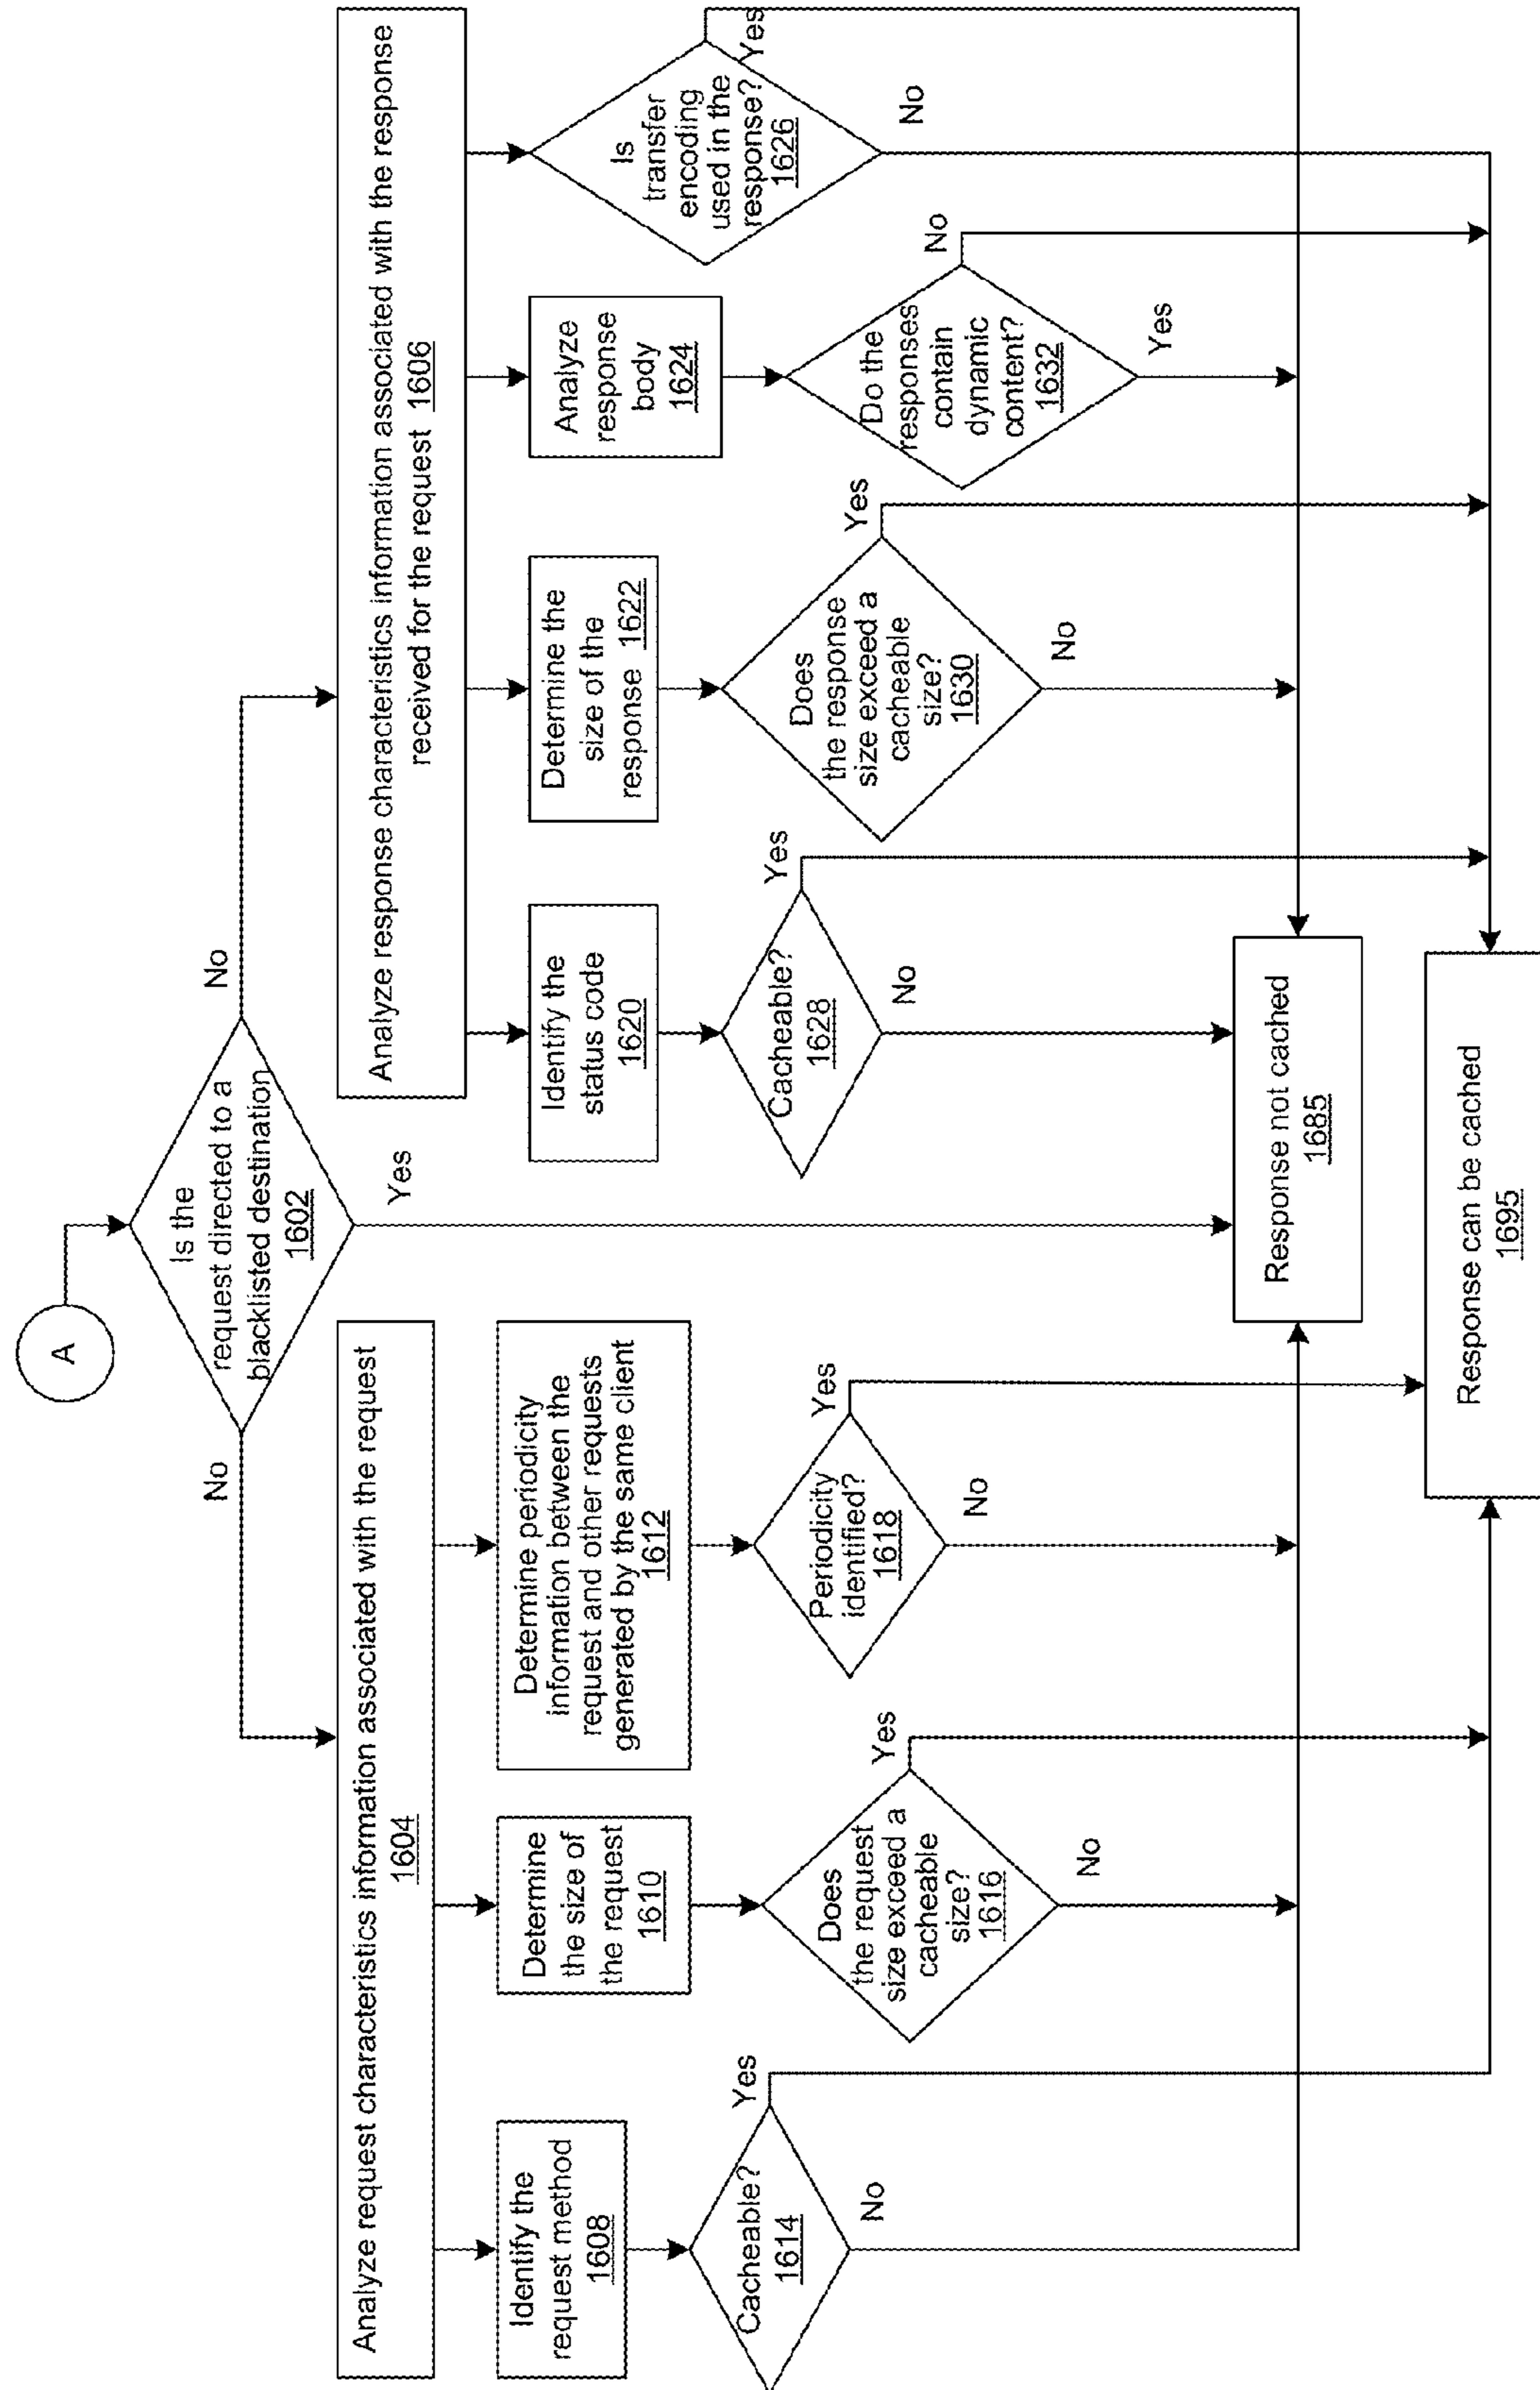 A
Is the
request directed to a
blacklisted destination
1602
No
Yes
No
Analyze request characteristics information associated with the request
1604
Identify the
request method
1608
Cacheable?
1614
Yes
No
Determine
the size of
the request
1610
Does
the request
size exceed a
cacheable
size?
1616
Yes
No
Determine periodicity
information between the
request and other requests
generated by the same client
1612
Periodicity
identified?
1618
Yes
No
Analyze response characteristics information associated with the response
received for the request 1606
Identify the
status code
1620
Cacheable?
1628
Yes
No
Determine the
size of the
response 1622
Does
the response
size exceed a
cacheable
size?
1630
Yes
No
Analyze
response
body
1624
Do the
responses
contain
dynamic
content?
1632
No
Yes
Is
transfer
encoding
used in the
response?
1626
Yes
No
Response not cached
1685
Response can be cached
1695